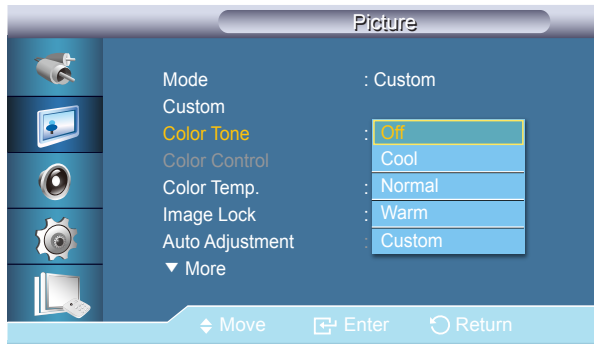 Picture
Mode : Custom
Custom
Color Tone : Off
Color Control Cool
Color Temp. : Normal
Image Lock : Warm
Auto Adjustment : Custom
▼ More
Move Enter Return